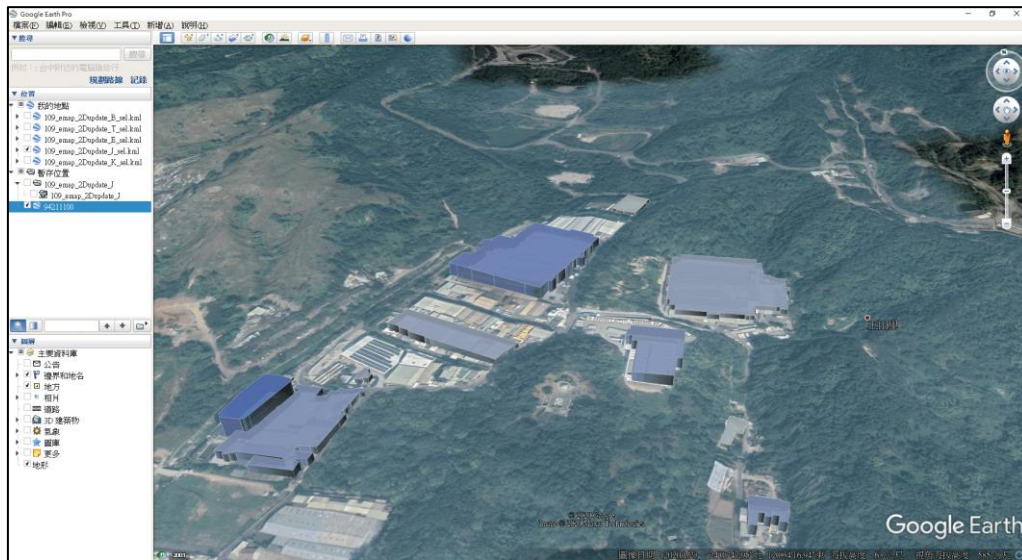 Google Earth Pro
檔案(F) 編輯(E) 檢視(V) 工具(T) 新增(A) 說明(H)
▼ 搜尋
搜尋
規劃路線 記錄
▼ 位置
我的地點
109_emap_2Dupdate_B_sel.kml
109_emap_2Dupdate_T_sel.kml
109_emap_2Dupdate_E_sel.kml
109_emap_2Dupdate_J_sel.kml
109_emap_2Dupdate_K_sel.kml
暫存位置
109_emap_2Dupdate_J
109_emap_2Dupdate_J
94211100
▼ 圖層
主要資料庫
公告
邊界和地名
地方
相片
道路
3D 建築物
氣象
圖庫
更多
地形
N
Google Earth